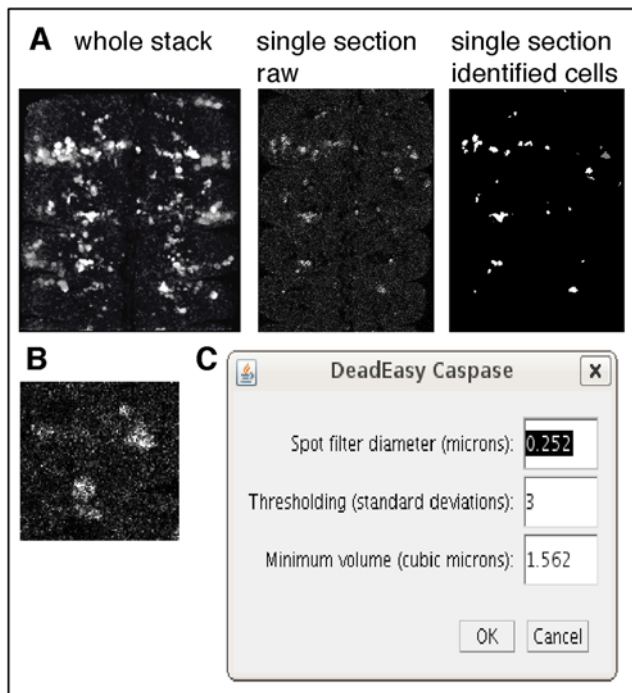 A whole stack
single section
raw
single section
identified cells
B
C
DeadEasy Caspase
X
Spot filter diameter (microns): 0.252
Thresholding (standard deviations): 3
Minimum volume (cubic microns): 1.562
OK Cancel